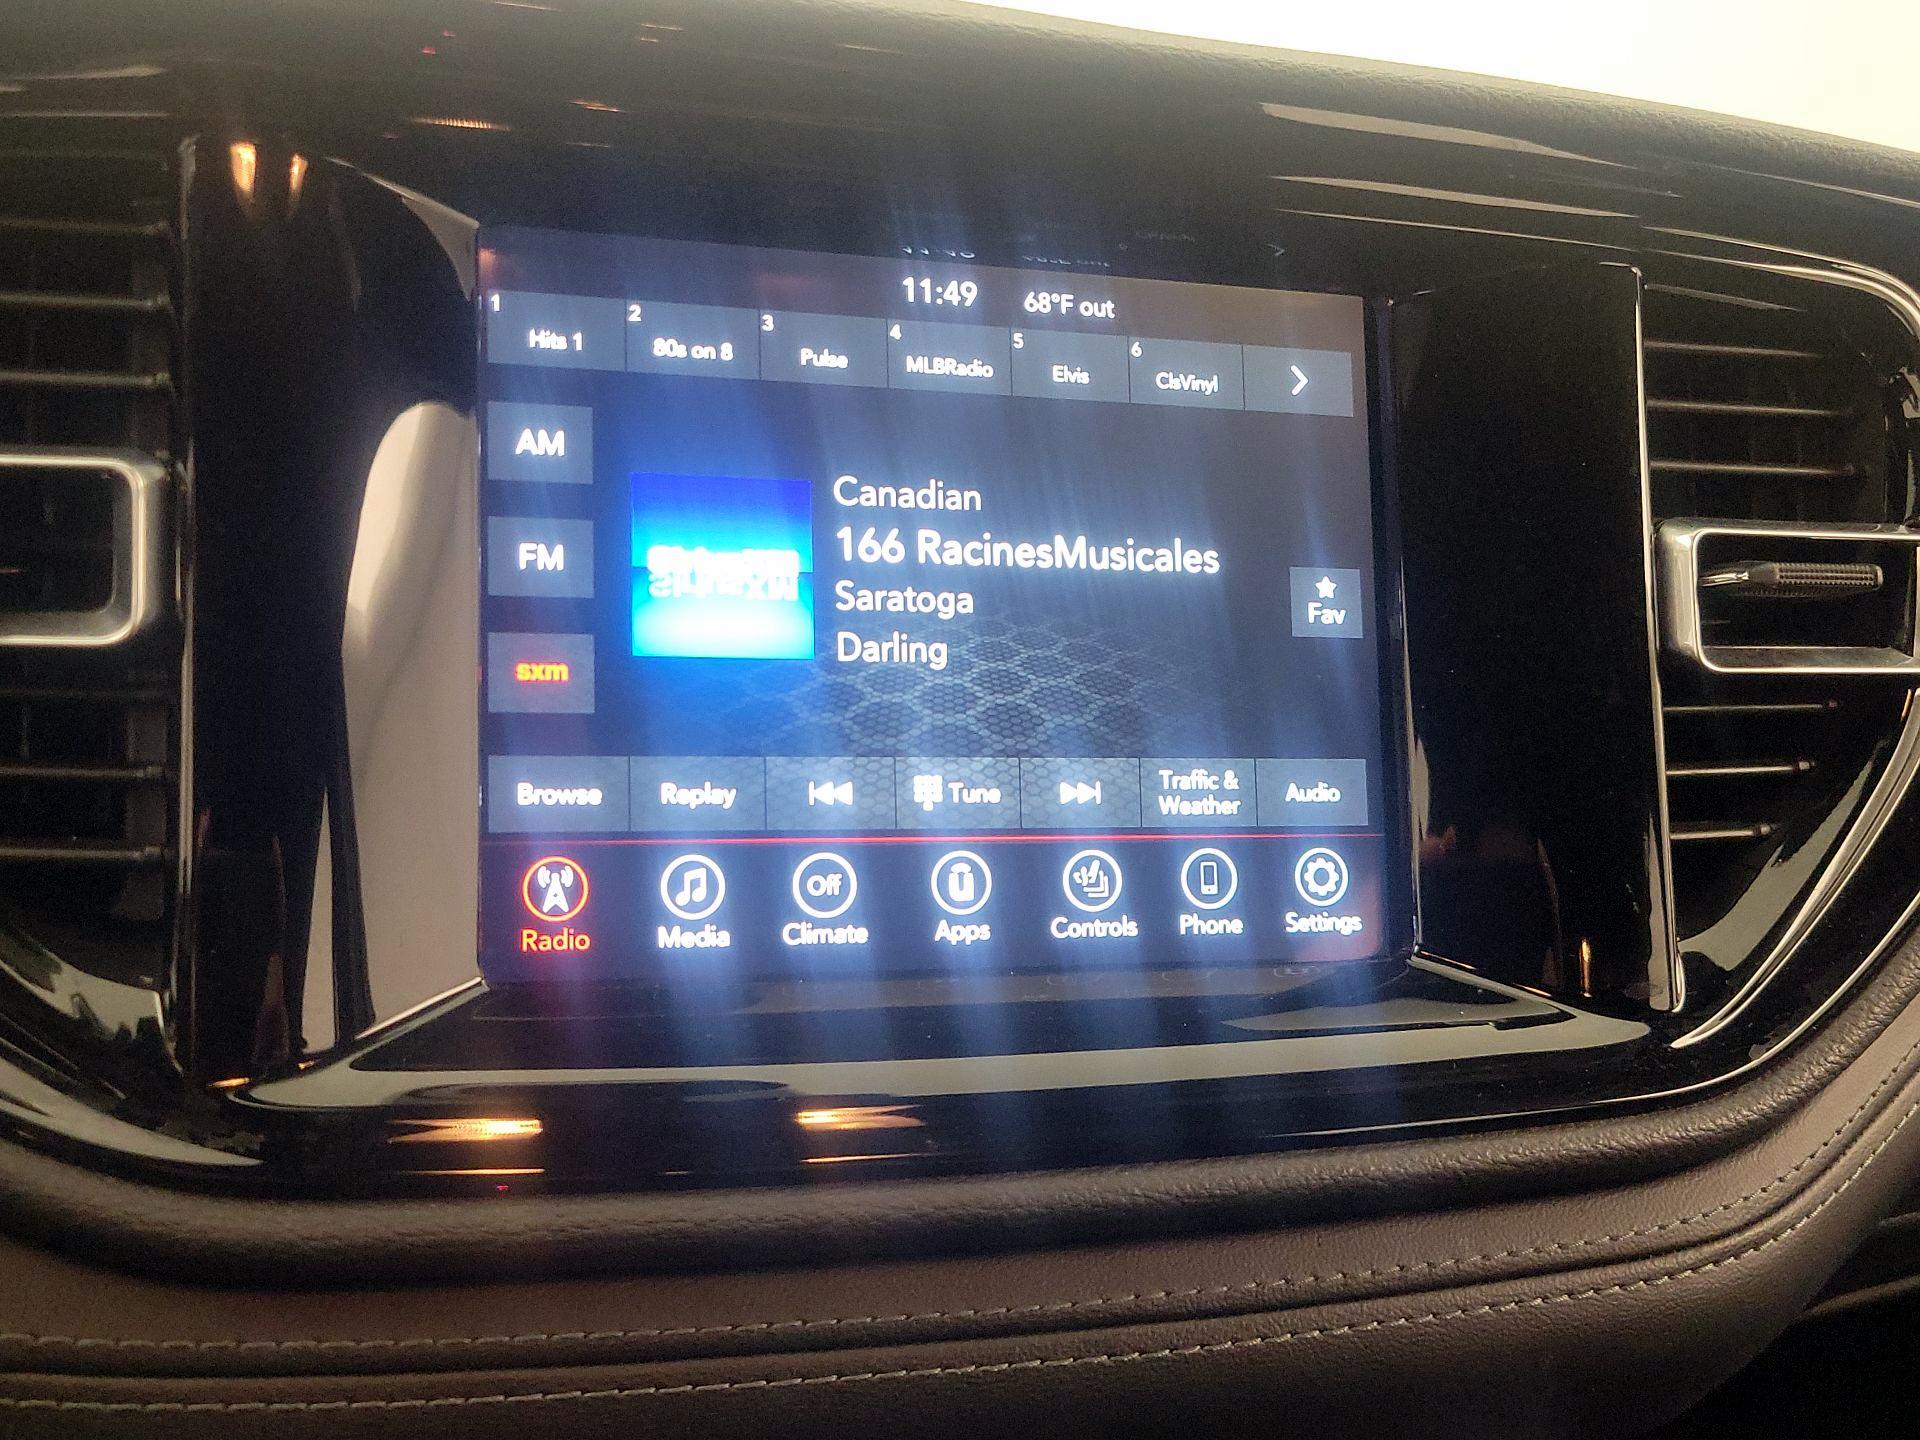 11:49 68°F out
1 Hits 1
2 80s on 8
3 Pulse
4 MLBRadio
5 Elvis
6 ClsVinyl
AM
FM
sxm
Canadian
166 RacinesMusicales
Saratoga
Darling
Fav
Browse
Replay
Tune
Traffic &
Weather
Audio
Off
Radio
Media
Climate
Apps
Controls
Phone
Settings